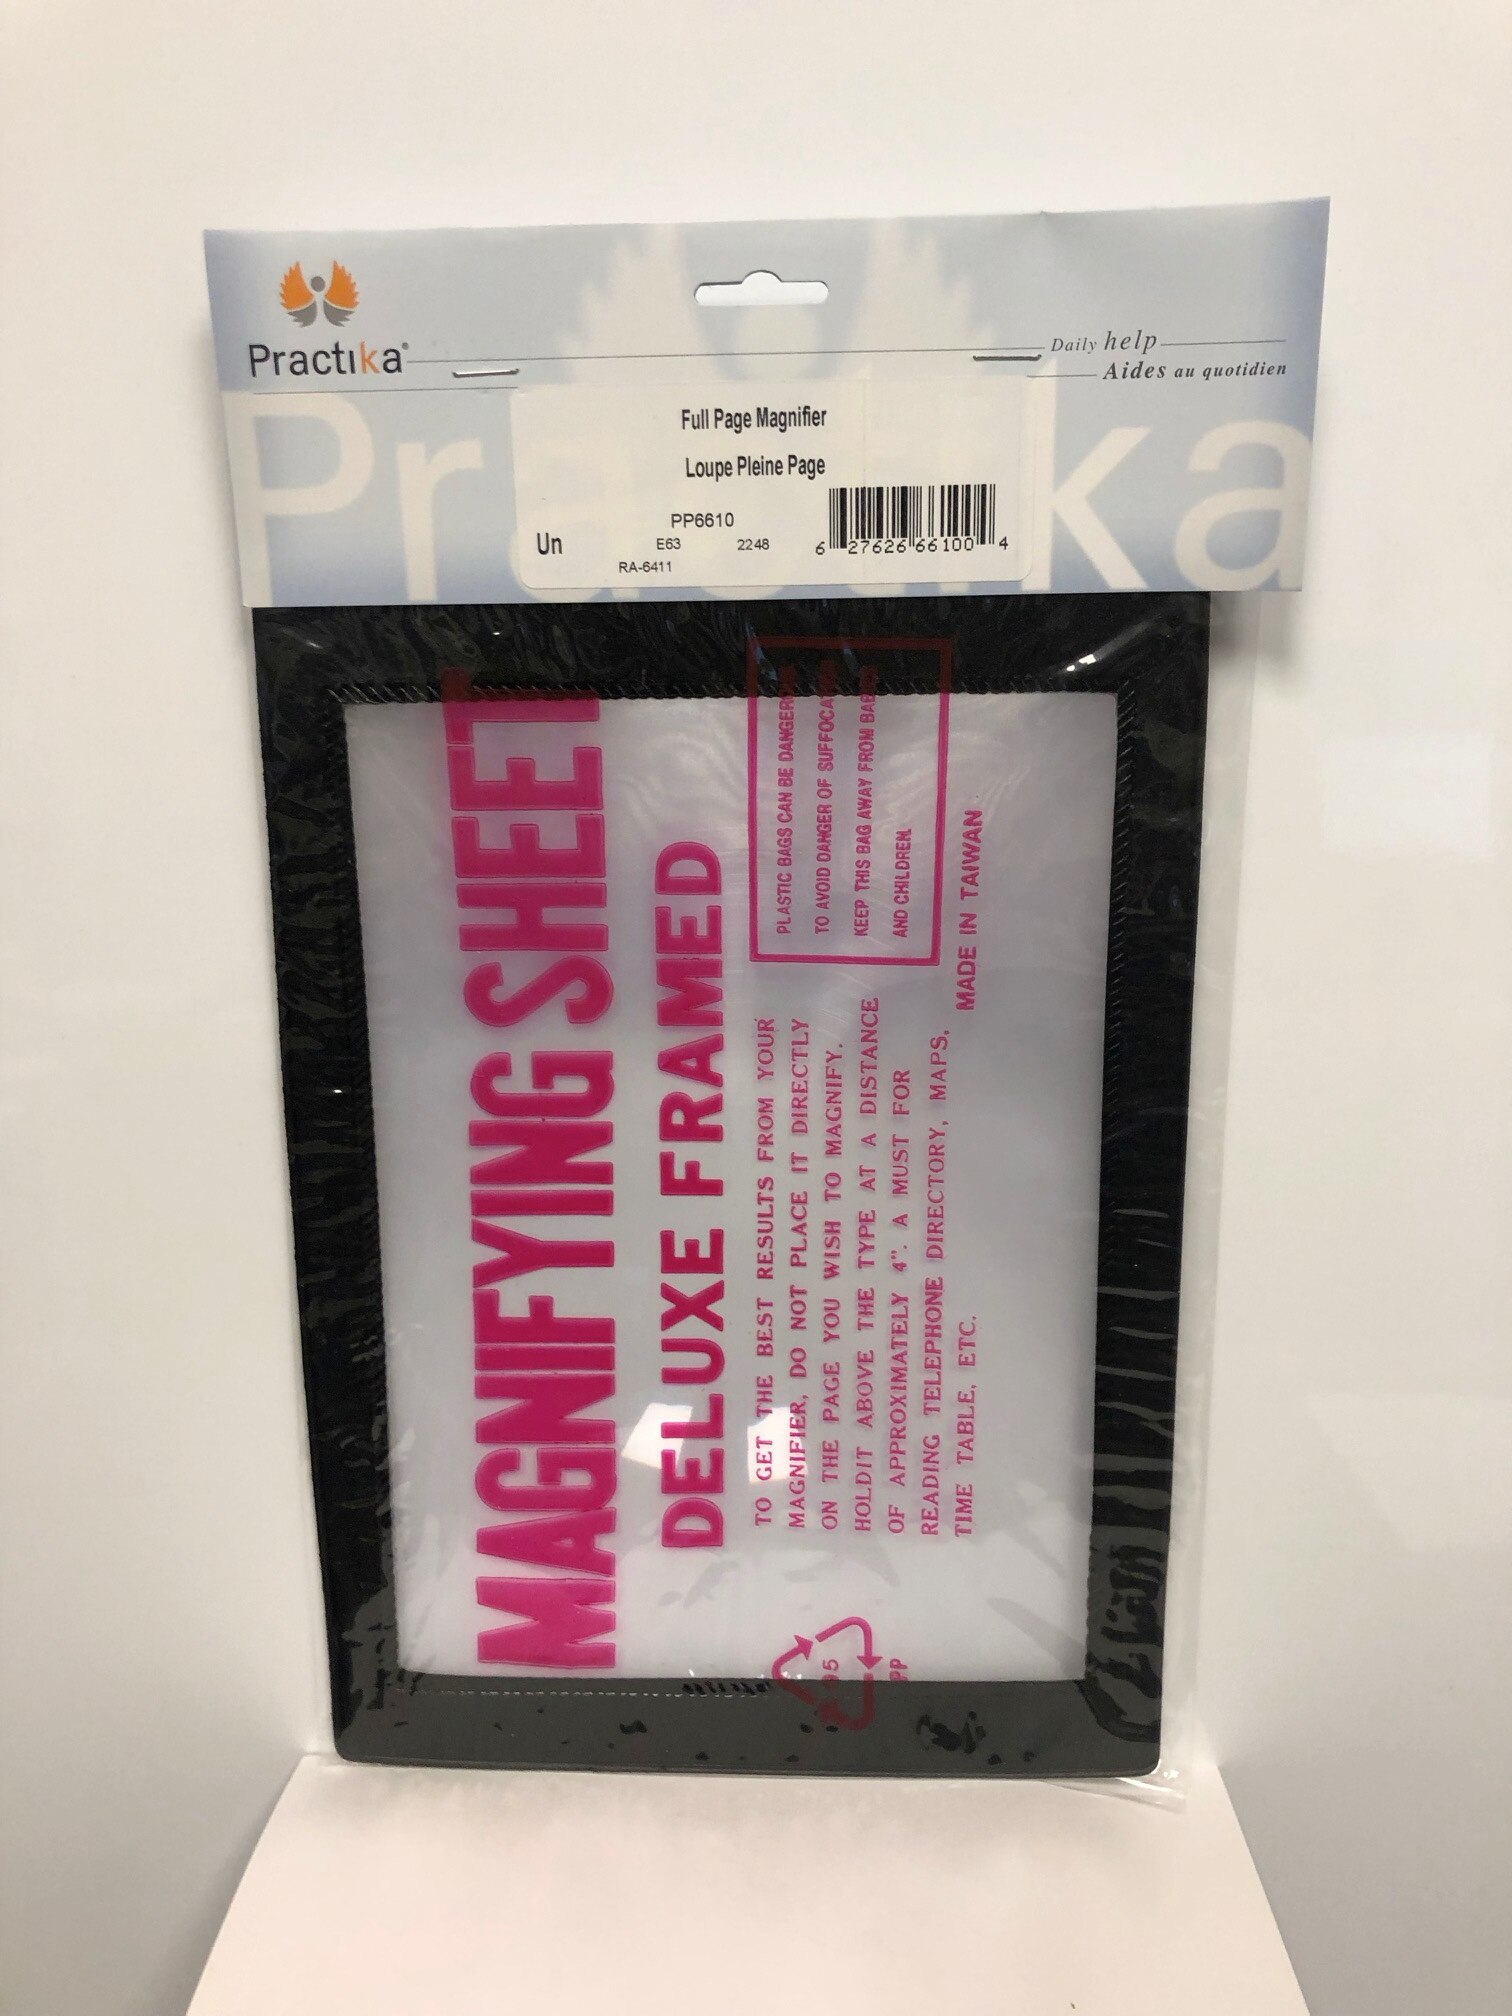 Practika®
Daily help
Aides au quotidien
Practika
Full Page Magnifier
Loupe Pleine Page
PP6610
Un
E63 2248
RA-6411
6 27626 66100 4
MAGNIFYING SHEET
DELUXE FRAMED
TO GET THE BEST RESULTS FROM YOUR
MAGNIFIER, DO NOT PLACE IT DIRECTLY
ON THE PAGE YOU WISH TO MAGNIFY.
HOLDIT ABOVE THE TYPE AT A DISTANCE
OF APPROXIMATELY 4". A MUST FOR
READING TELEPHONE DIRECTORY, MAPS,
TIME TABLE, ETC.
PLASTIC BAGS CAN BE
TO AVOID DANGER OF
KEEP THIS BAG AWAY FROM
AND CHILDREN.
MADE IN TAIWAN
05
PP